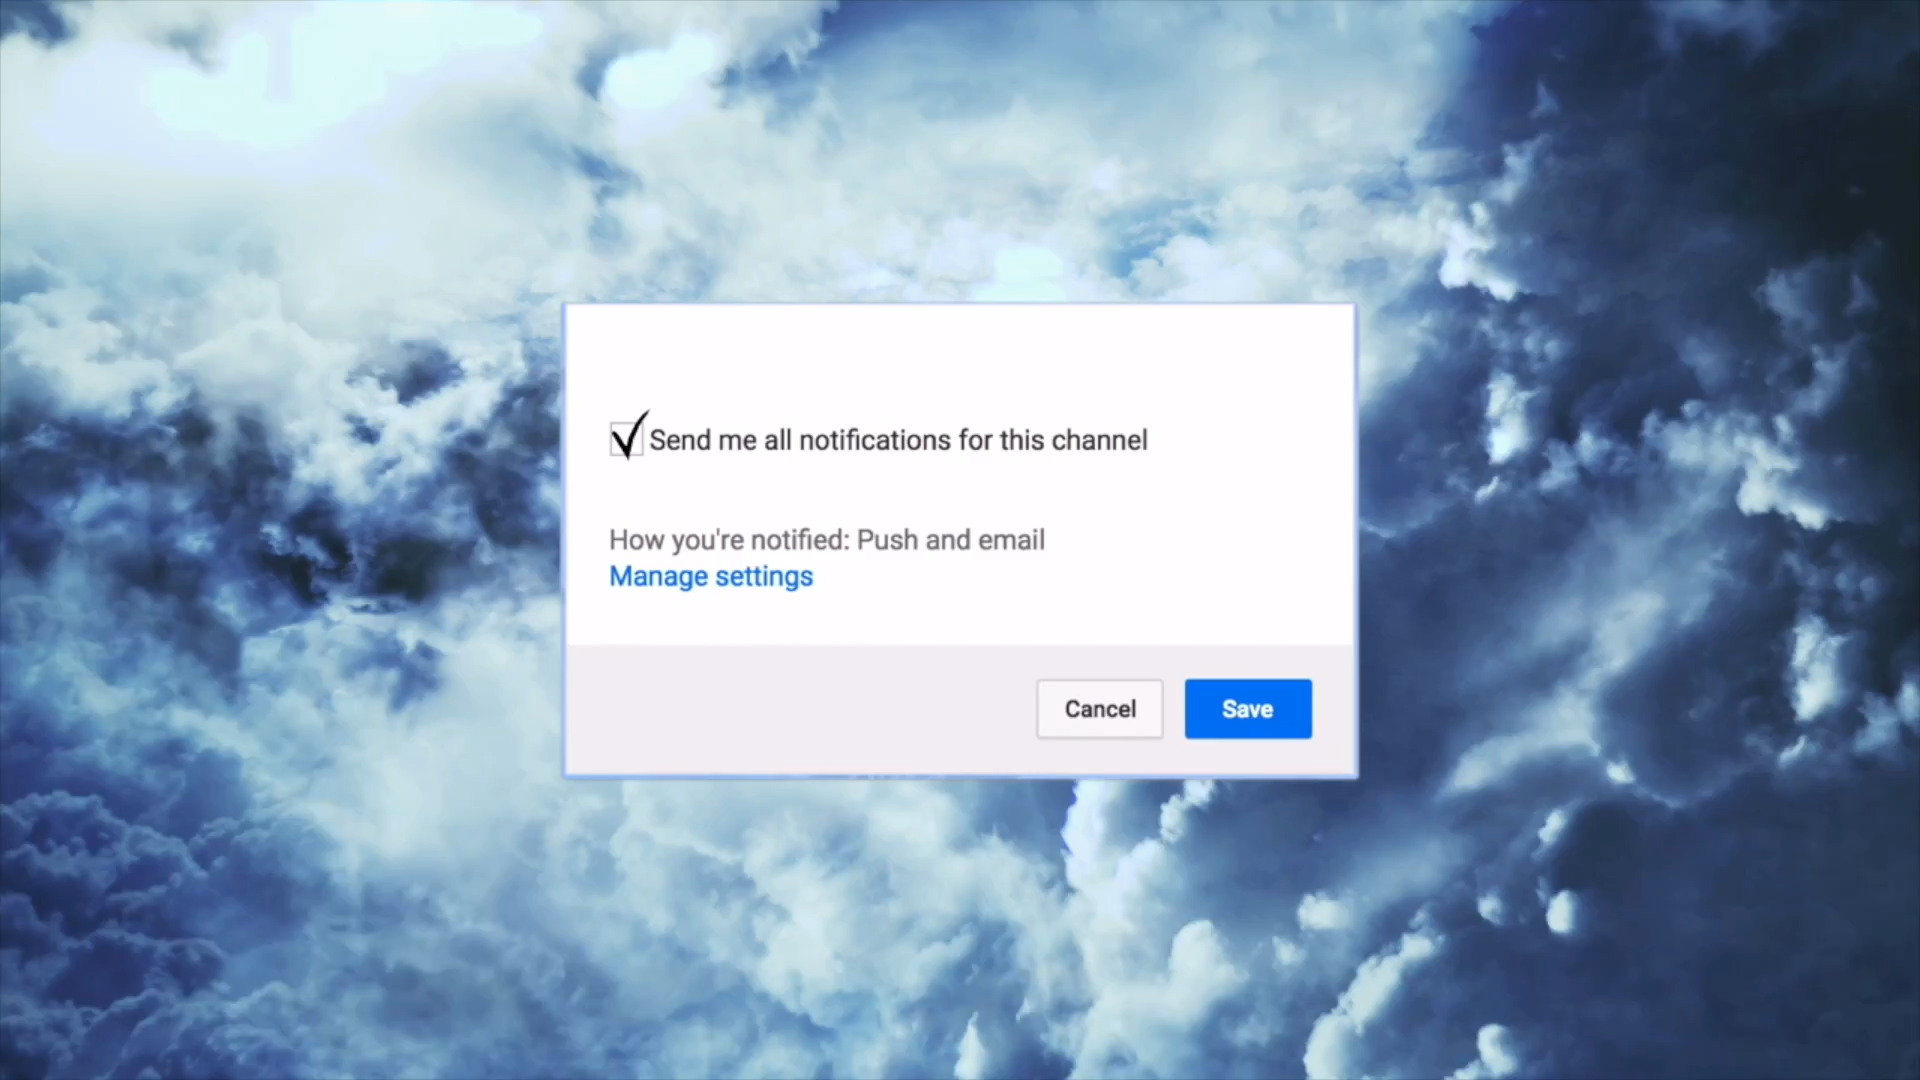 Send me all notifications for this channel
How you're notified: Push and email
Manage settings
Cancel
Save